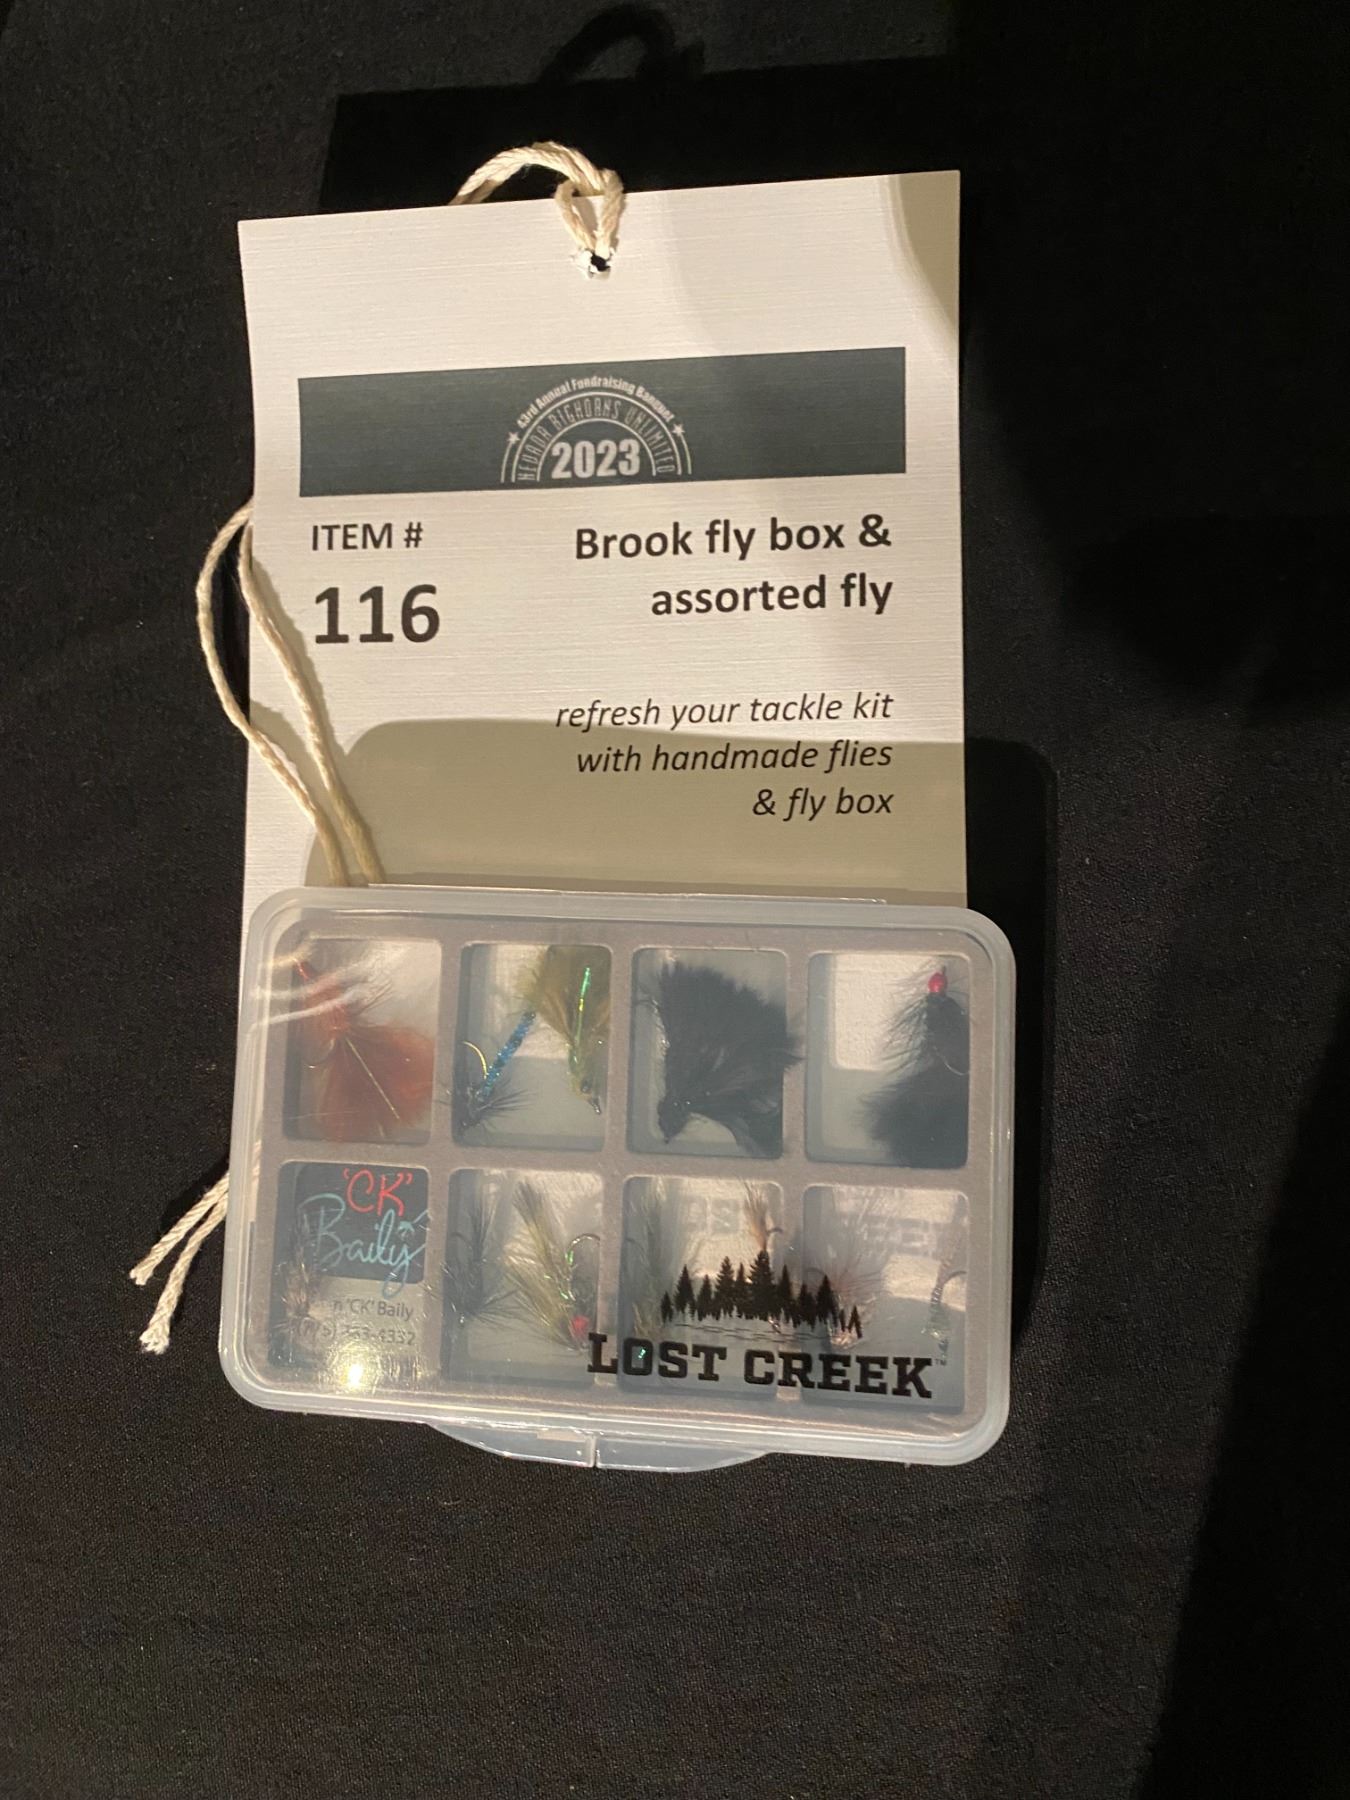 43rd Annual Fundraising Banquet
NEVADA BIGHORNS UNLIMITED
2023
ITEM #
116
Brook fly box &
assorted fly
refresh your tackle kit
with handmade flies
& fly box
'CK'
Baily
'CK' Baily
LOST CREEK™